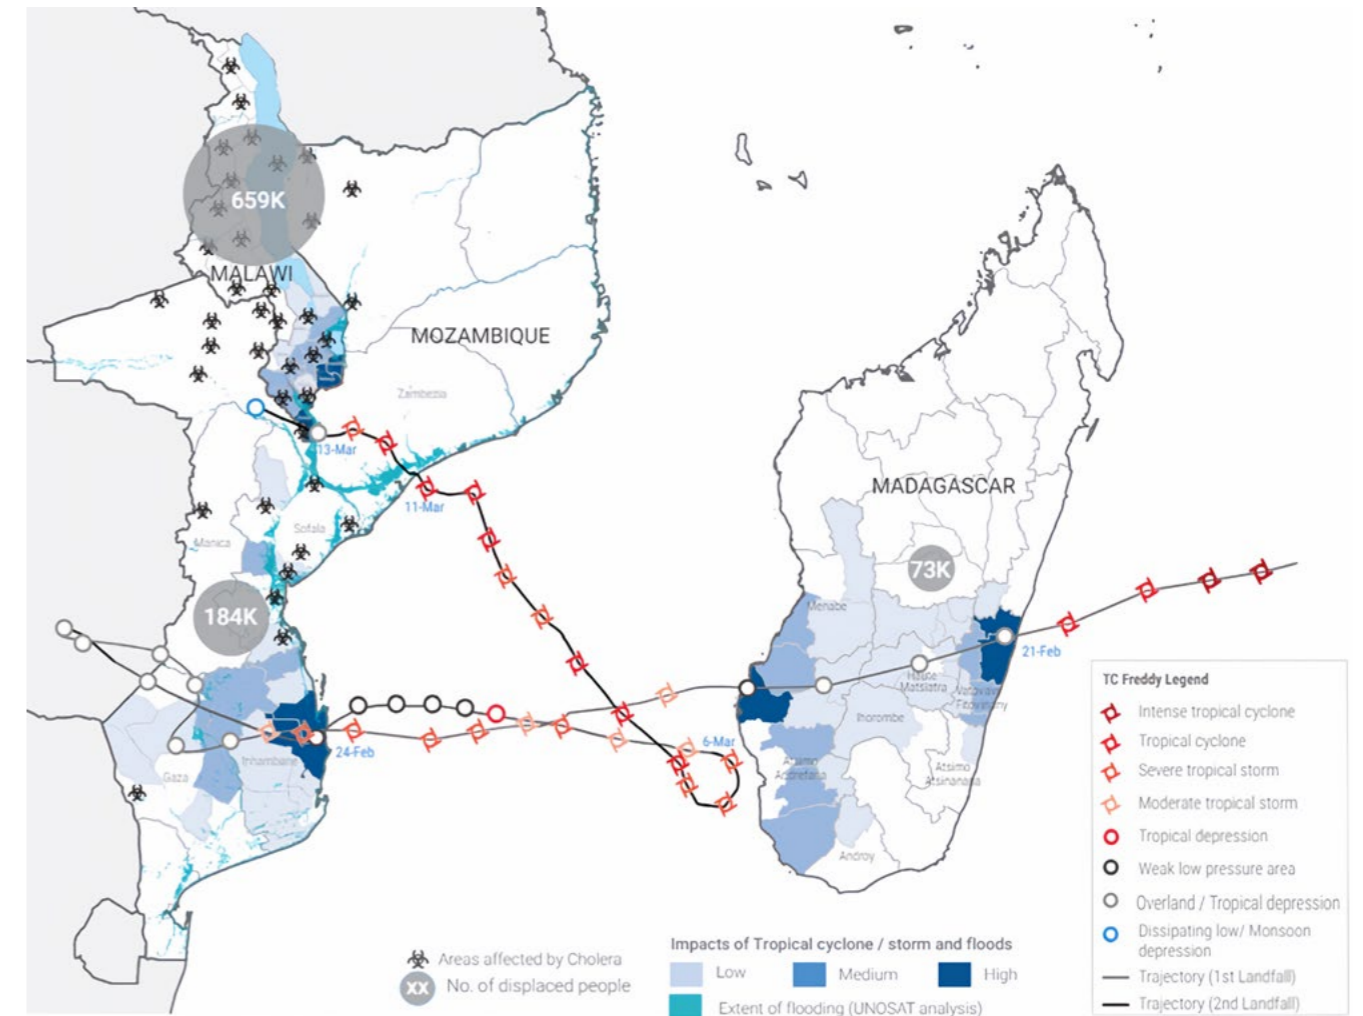 659K
MALAWI
MOZAMBIQUE
Zambezia
13-Mar
MADAGASCAR
11-Mar
Sofala
Manica
73K
Menabe
184K
21-Feb
Haute
Matsiatra
Vatovavy
Fitovinany
Ihorombe
6-Mar
24-Feb
Inhambane
Gaza
Atsimo
Andrefana
Atsimo
Atsinanana
Androy
TC Freddy Legend
Intense tropical cyclone
Tropical cyclone
Severe tropical storm
Moderate tropical storm
Tropical depression
Weak low pressure area
Overland / Tropical depression
Dissipating low/ Monsoon
depression
Trajectory (1st Landfall)
Trajectory (2nd Landfall)
Areas affected by Cholera
XX No. of displaced people
Impacts of Tropical cyclone / storm and floods
Low Medium High
Extent of flooding (UNOSAT analysis)